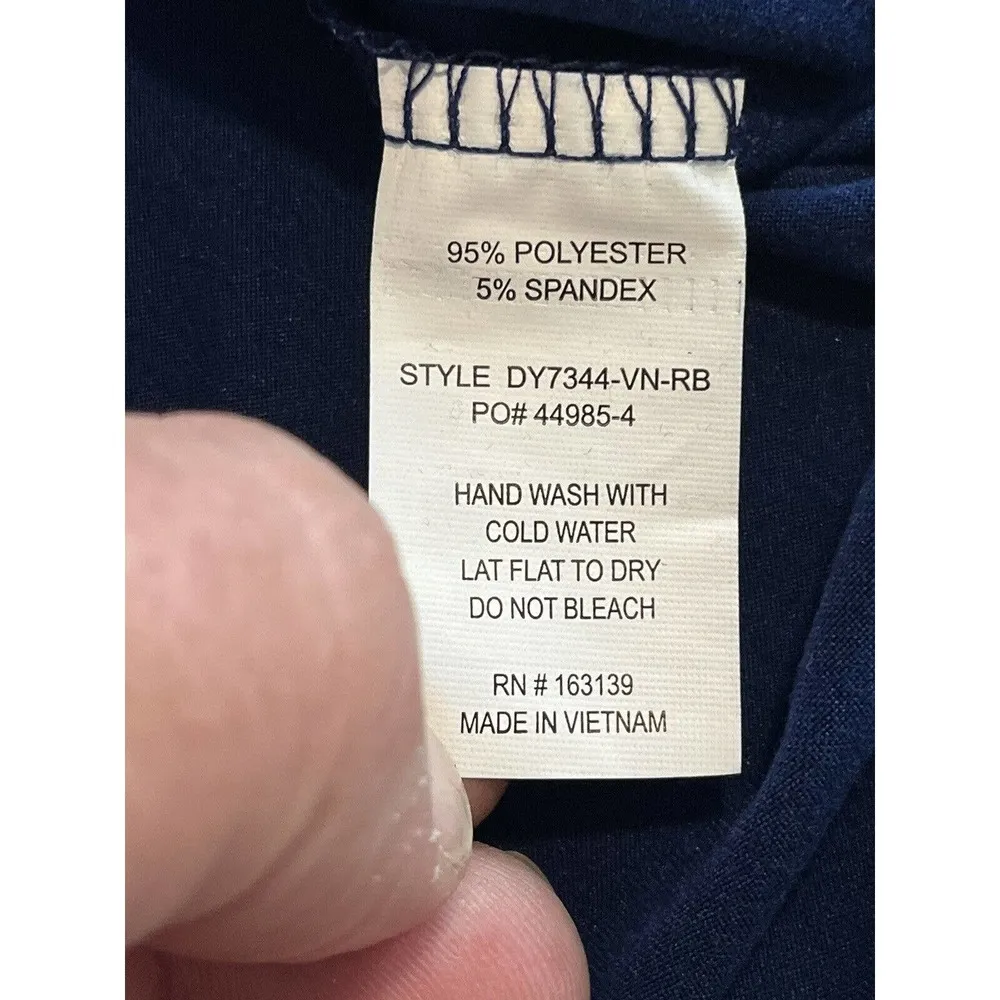 95% POLYESTER
5% SPANDEX
STYLE DY7344-VN-RB
PO# 44985-4
HAND WASH WITH
COLD WATER
LAT FLAT TO DRY
DO NOT BLEACH
RN # 163139
MADE IN VIETNAM